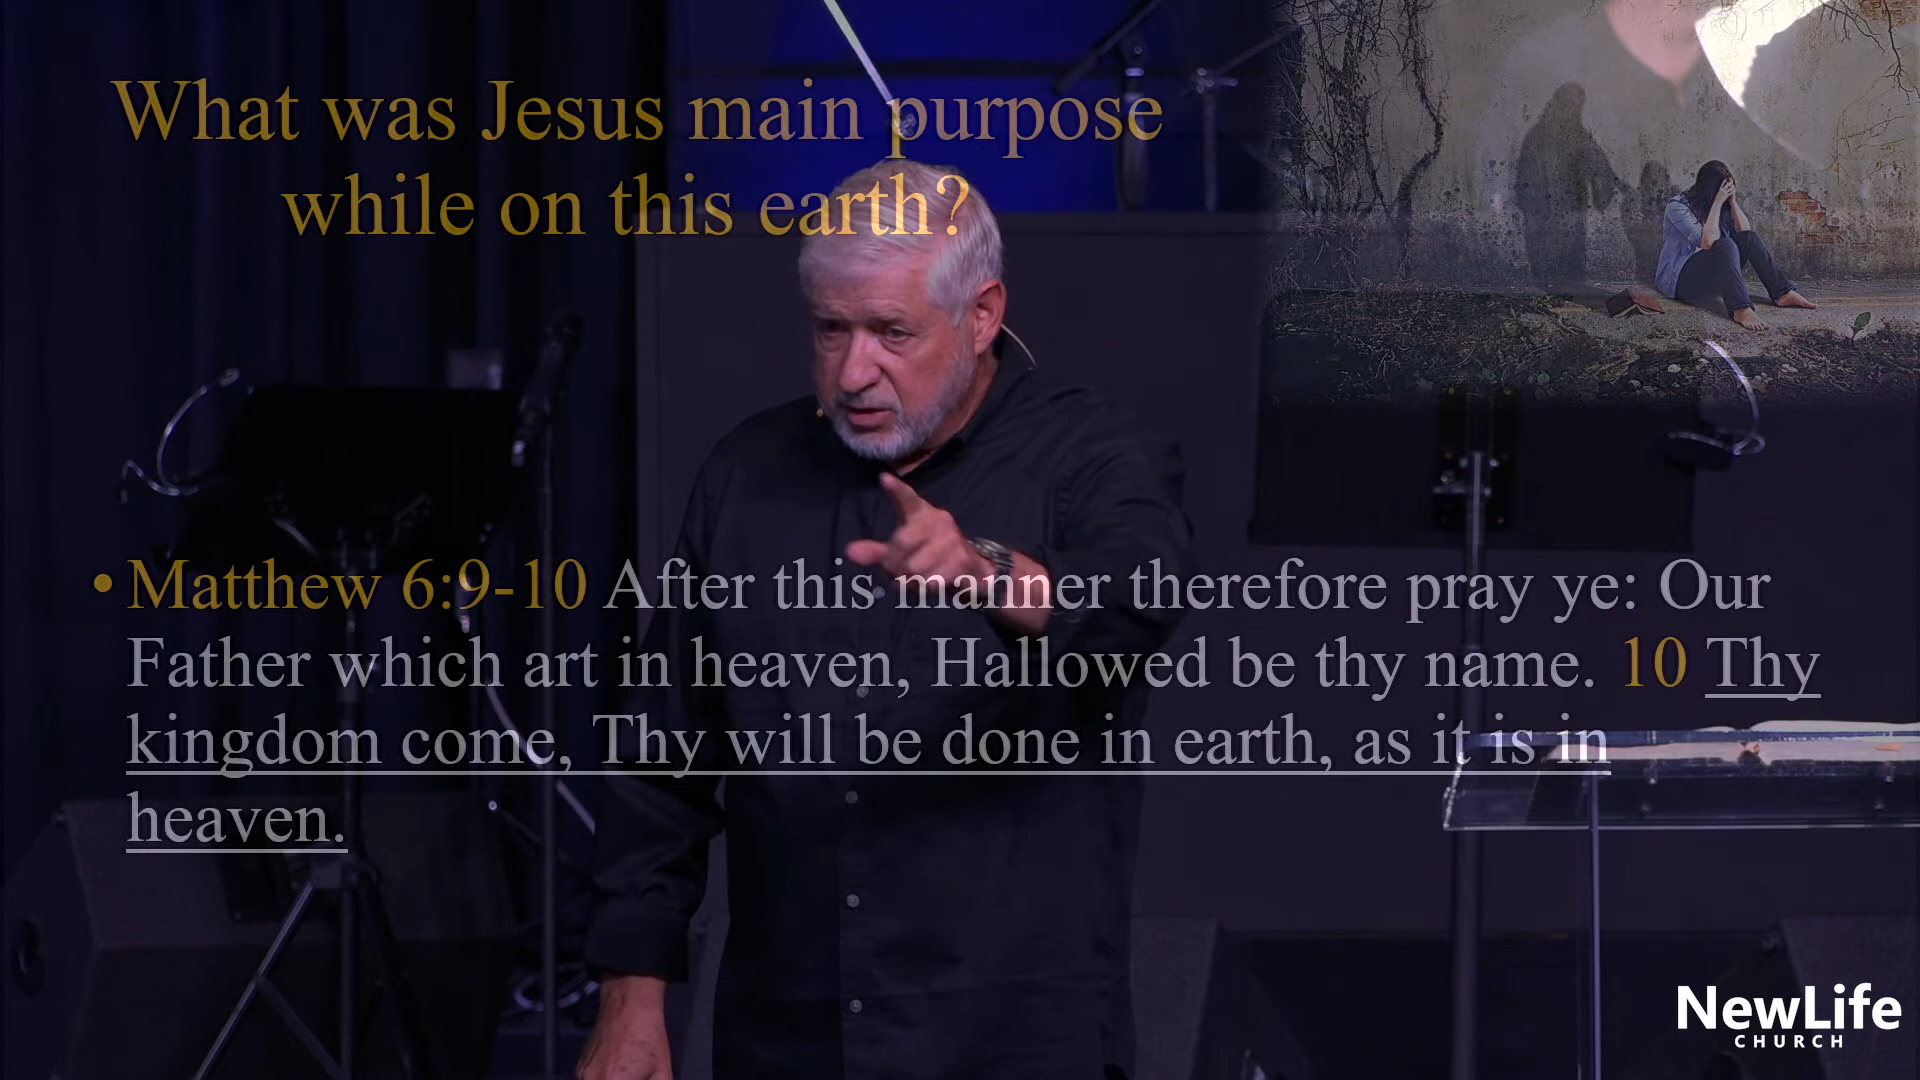 What was Jesus main purpose
while on this earth?
• Matthew 6:9-10 After this manner therefore pray ye: Our
Father which art in heaven, Hallowed be thy name. 10 Thy
kingdom come, Thy will be done in earth, as it is in
heaven.
NewLife
CHURCH